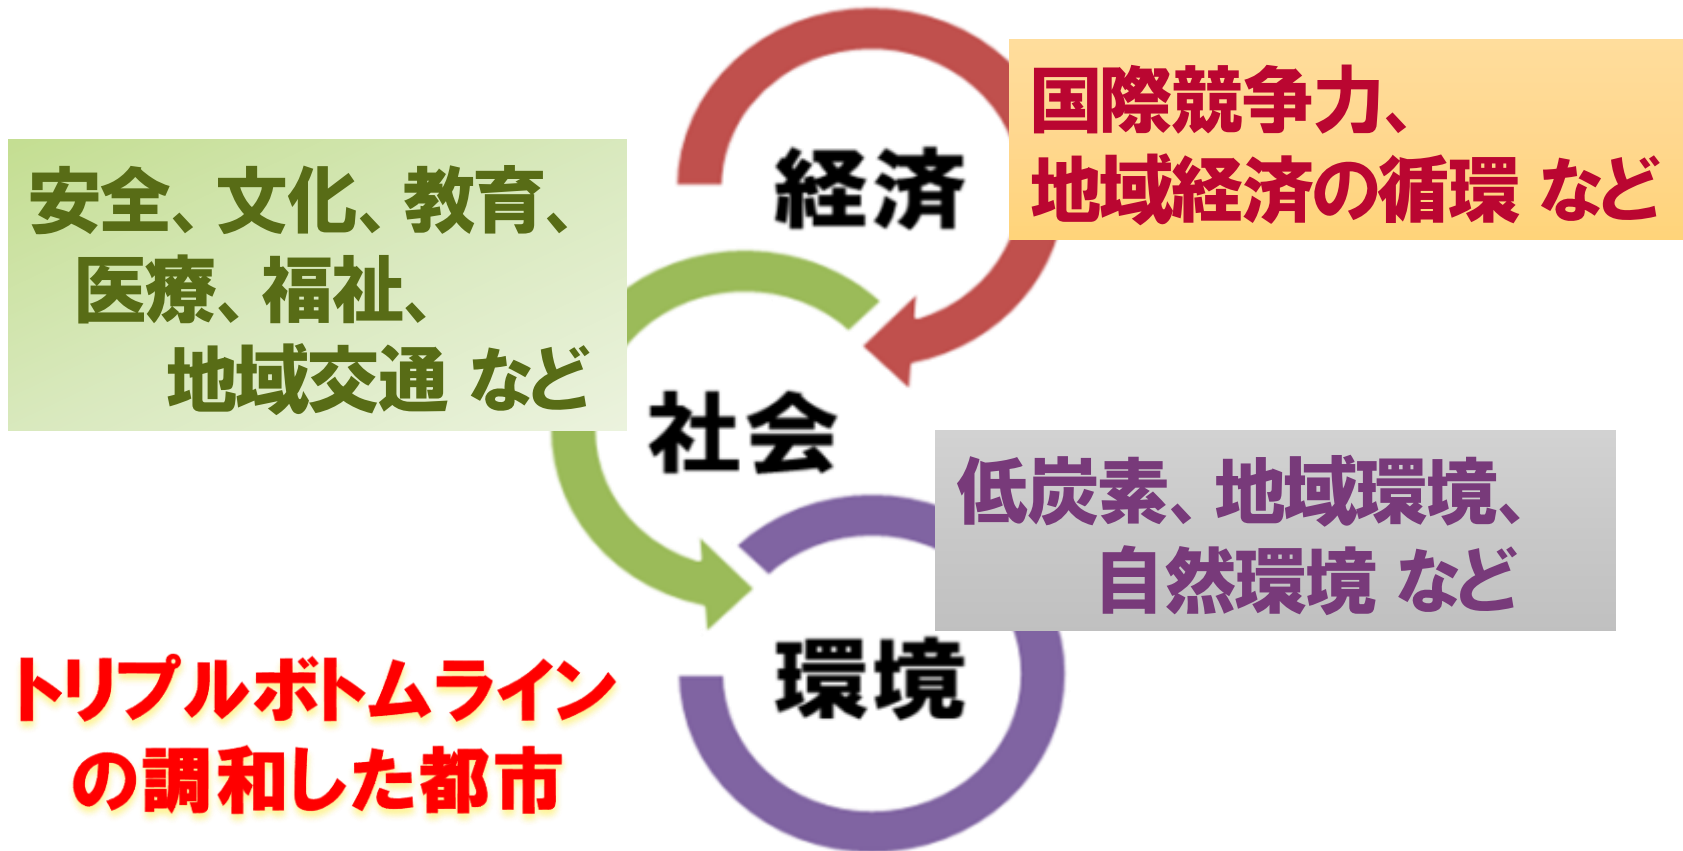 経済
国際競争力、
地域経済の循環 など
安全、文化、教育、
医療、福祉、
地域交通 など
社会
低炭素、地域環境、
自然環境 など
環境
トリプルボトムライン
の調和した都市